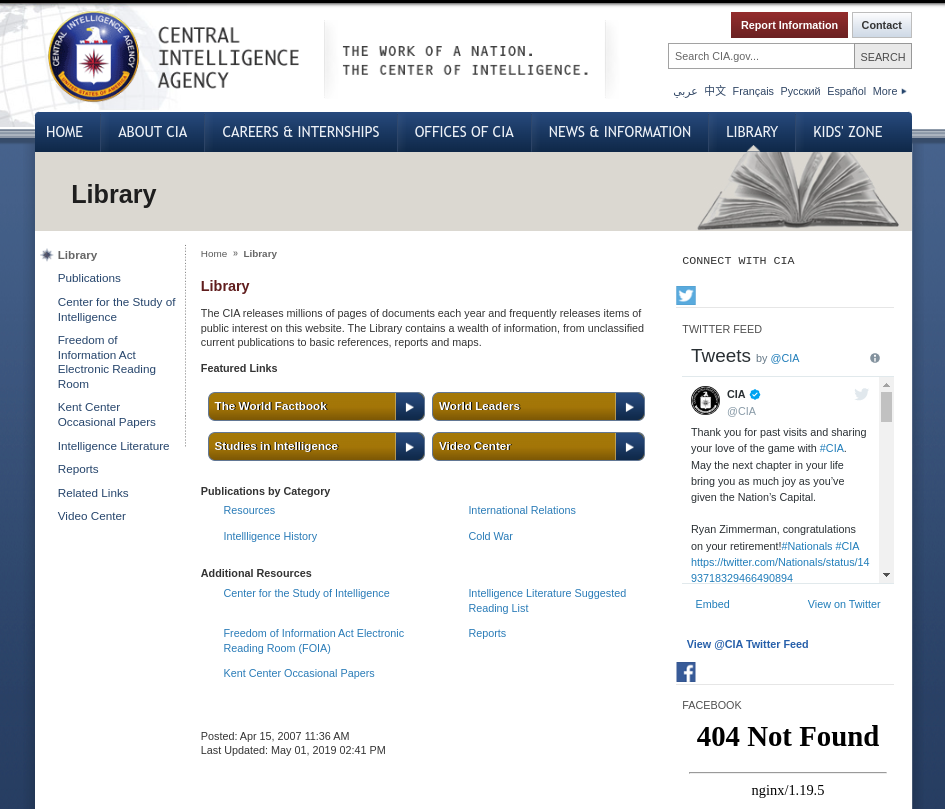 CENTRAL INTELLIGENCE AGENCY
UNITED STATES OF AMERICA
CENTRAL
INTELLIGENCE
AGENCY
THE WORK OF A NATION.
THE CENTER OF INTELLIGENCE.
Report Information
Contact
Search CIA.gov...
SEARCH
عربي 中文 Français Русский Español More
HOME ABOUT CIA CAREERS & INTERNSHIPS OFFICES OF CIA NEWS & INFORMATION LIBRARY KIDS' ZONE
Library
Library
Publications
Center for the Study of
Intelligence
Freedom of
Information Act
Electronic Reading
Room
Kent Center
Occasional Papers
Intelligence Literature
Reports
Related Links
Video Center
Home » Library
Library
The CIA releases millions of pages of documents each year and frequently releases items of
public interest on this website. The Library contains a wealth of information, from unclassified
current publications to basic references, reports and maps.
Featured Links
The World Factbook
World Leaders
Studies in Intelligence
Video Center
Publications by Category
Resources
International Relations
Intellligence History
Cold War
Additional Resources
Center for the Study of Intelligence
Intelligence Literature Suggested
Reading List
Freedom of Information Act Electronic
Reading Room (FOIA)
Reports
Kent Center Occasional Papers
Posted: Apr 15, 2007 11:36 AM
Last Updated: May 01, 2019 02:41 PM
CONNECT WITH CIA
TWITTER FEED
Tweets by @CIA
CIA
@CIA
Thank you for past visits and sharing
your love of the game with #CIA.
May the next chapter in your life
bring you as much joy as you've
given the Nation's Capital.
Ryan Zimmerman, congratulations
on your retirement!#Nationals #CIA
https://twitter.com/Nationals/status/14
93718329466490894
Embed
View on Twitter
View @CIA Twitter Feed
FACEBOOK
404 Not Found
nginx/1.19.5